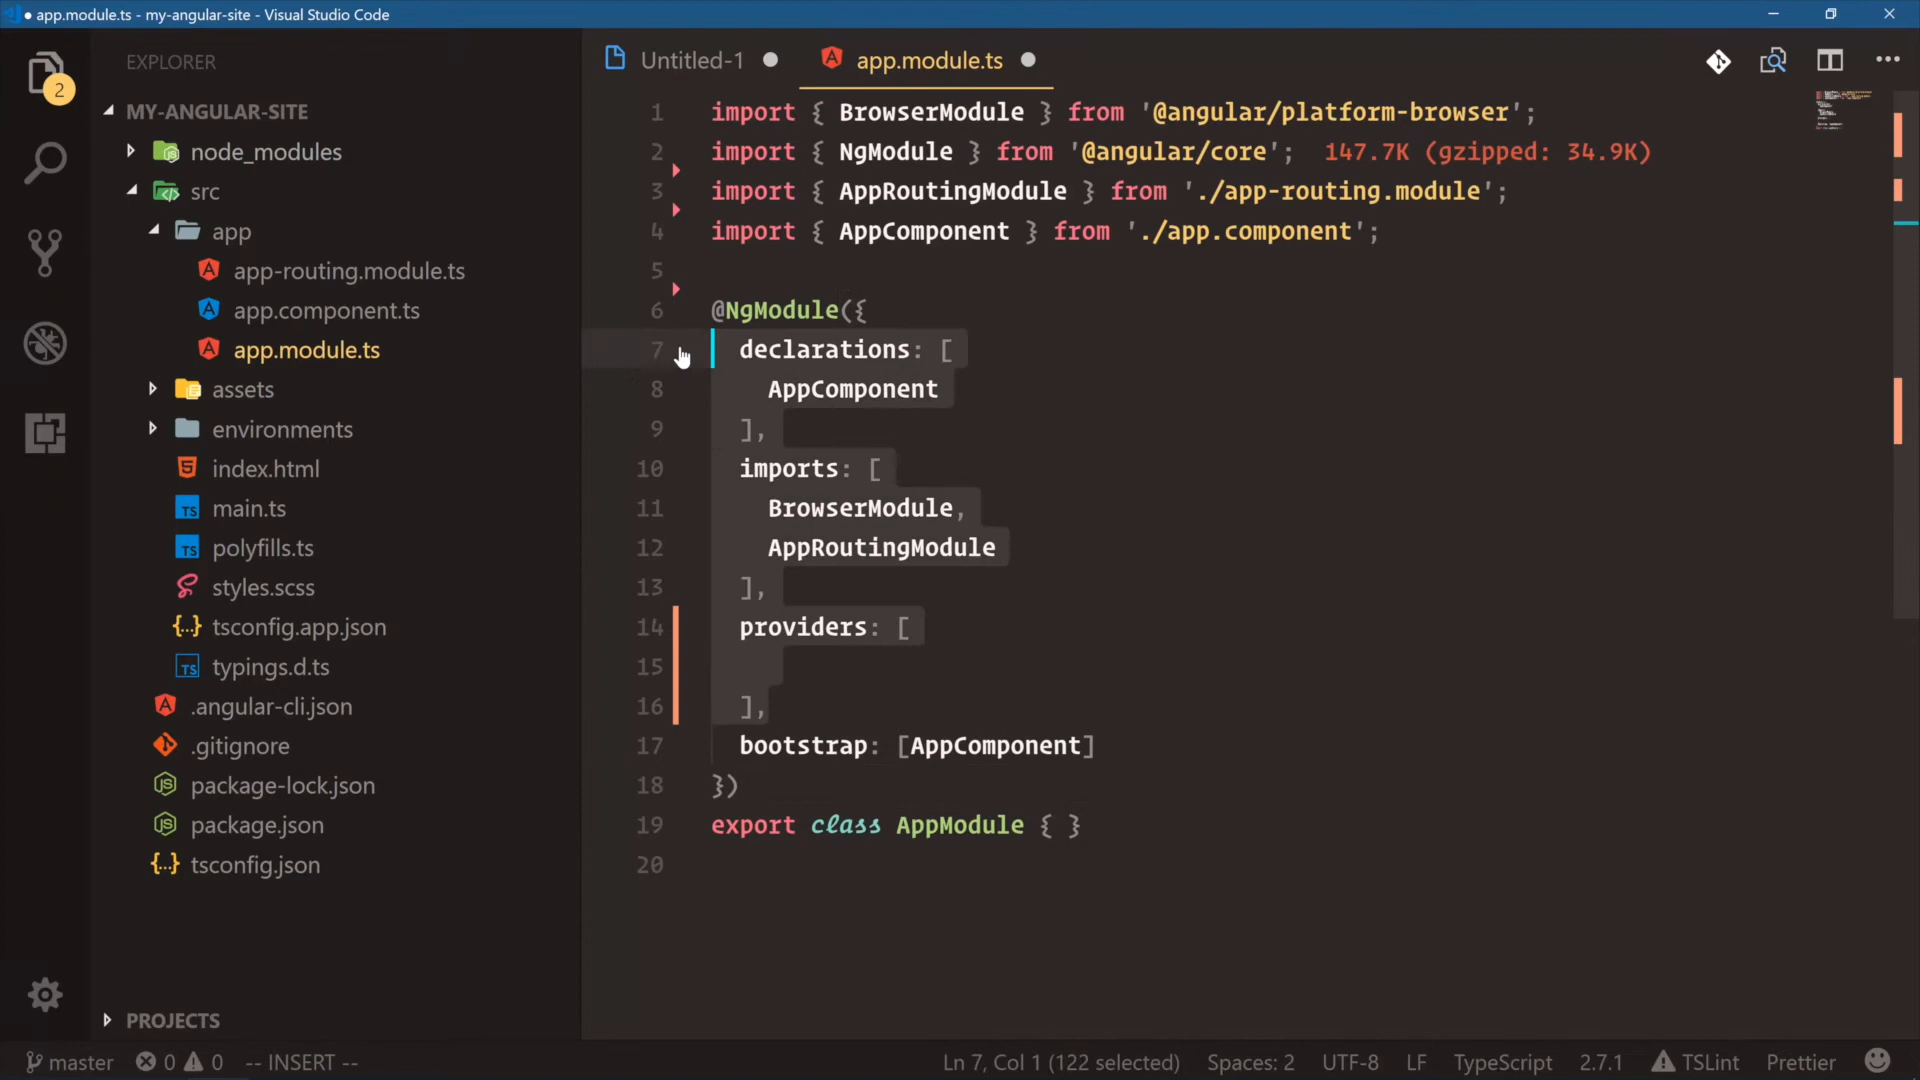 ● app.module.ts - my-angular-site - Visual Studio Code
EXPLORER
2
MY-ANGULAR-SITE
node_modules
src
app
app-routing.module.ts
app.component.ts
app.module.ts
assets
environments
index.html
TS main.ts
TS polyfills.ts
styles.scss
{..} tsconfig.app.json
TS typings.d.ts
.angular-cli.json
.gitignore
package-lock.json
package.json
{..} tsconfig.json
PROJECTS
Untitled-1
app.module.ts
1 import { BrowserModule } from '@angular/platform-browser';
2 import { NgModule } from '@angular/core'; 147.7K (gzipped: 34.9K)
3 import { AppRoutingModule } from './app-routing.module';
4 import { AppComponent } from './app.component';
5
6 @NgModule({
7 declarations: [
8 AppComponent
9 ],
10 imports: [
11 BrowserModule,
12 AppRoutingModule
13 ],
14 providers: [
15
16 ],
17 bootstrap: [AppComponent]
18 })
19 export class AppModule { }
20
master 0 0 -- INSERT -- Ln 7, Col 1 (122 selected) Spaces: 2 UTF-8 LF TypeScript 2.7.1 TSLint Prettier